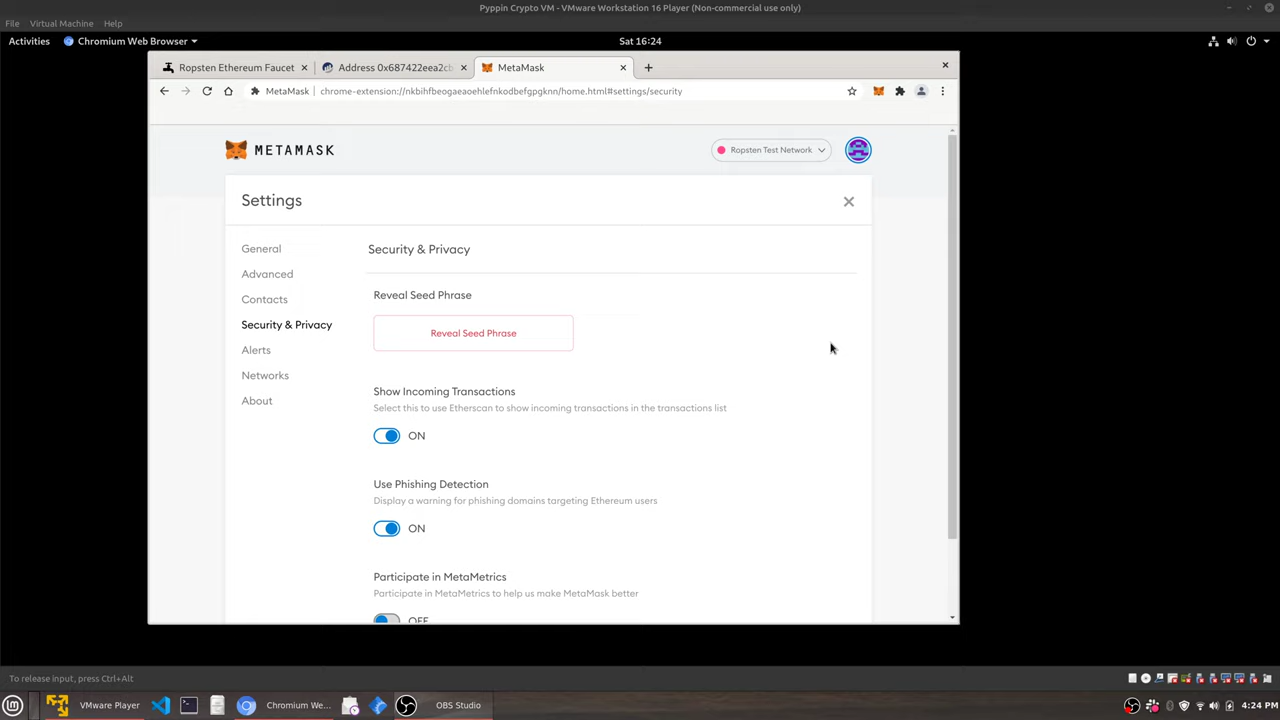 Pyppin Crypto VM - VMware Workstation 16 Player (Non-commercial use only)
File Virtual Machine Help
Activities Chromium Web Browser Sat 16:24
Ropsten Ethereum Faucet Address 0x687422eea2cb MetaMask
MetaMask chrome-extension://nkbihfbeogaeaoehlefnkodbefgpgknn/home.html#settings/security
METAMASK Ropsten Test Network
Settings
General
Advanced
Contacts
Security & Privacy
Alerts
Networks
About
Security & Privacy
Reveal Seed Phrase
Reveal Seed Phrase
Show Incoming Transactions
Select this to use Etherscan to show incoming transactions in the transactions list
ON
Use Phishing Detection
Display a warning for phishing domains targeting Ethereum users
ON
Participate in MetaMetrics
Participate in MetaMetrics to help us make MetaMask better
OFF
To release input, press Ctrl+Alt
VMware Player Chromium We... OBS Studio 4:24 PM